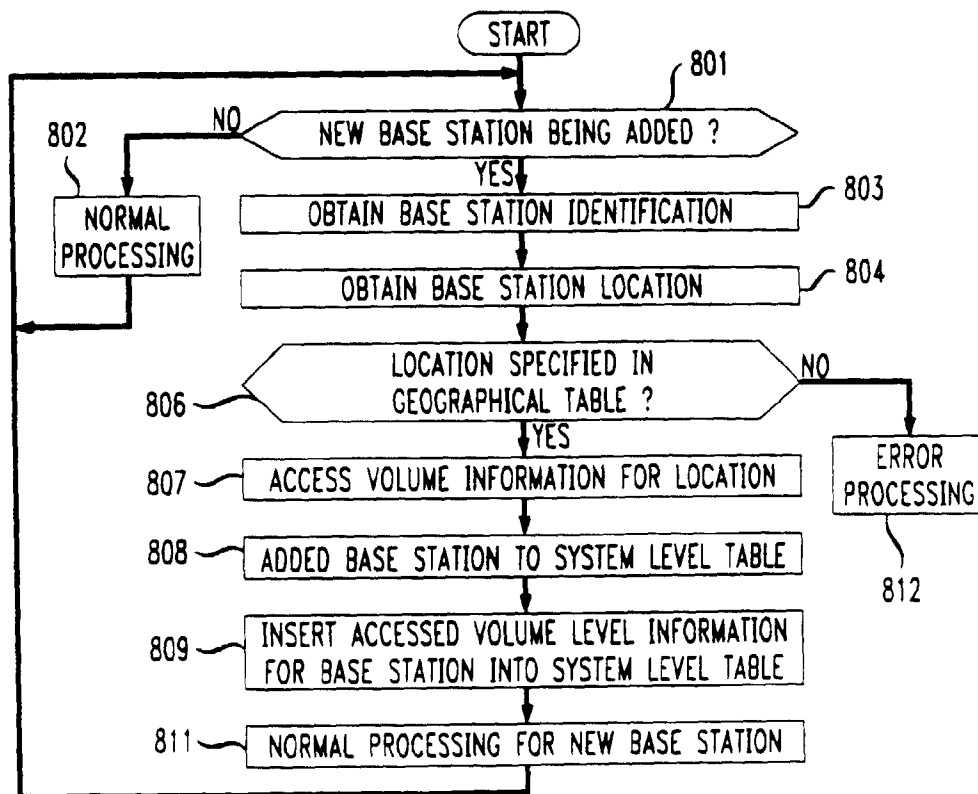 START
801
NEW BASE STATION BEING ADDED ?
NO
YES
802
NORMAL
PROCESSING
803
OBTAIN BASE STATION IDENTIFICATION
804
OBTAIN BASE STATION LOCATION
806
LOCATION SPECIFIED IN
GEOGRAPHICAL TABLE ?
NO
YES
807
ACCESS VOLUME INFORMATION FOR LOCATION
ERROR
PROCESSING
812
808
ADDED BASE STATION TO SYSTEM LEVEL TABLE
809
INSERT ACCESSED VOLUME LEVEL INFORMATION
FOR BASE STATION INTO SYSTEM LEVEL TABLE
811
NORMAL PROCESSING FOR NEW BASE STATION